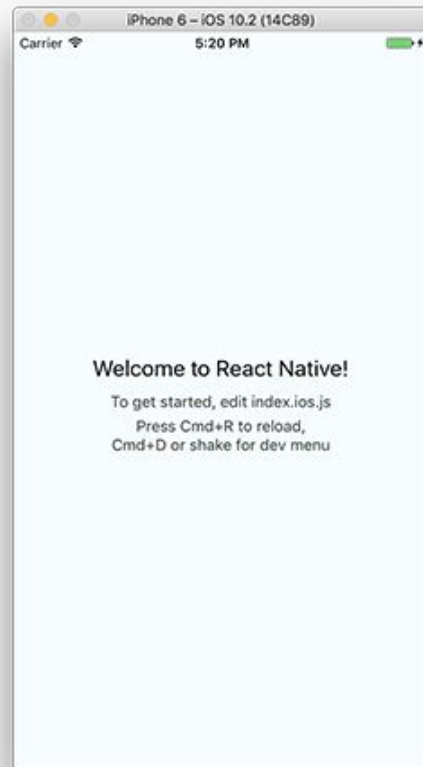 iPhone 6 – iOS 10.2 (14C89)
Carrier 5:20 PM
Welcome to React Native!
To get started, edit index.ios.js
Press Cmd+R to reload,
Cmd+D or shake for dev menu